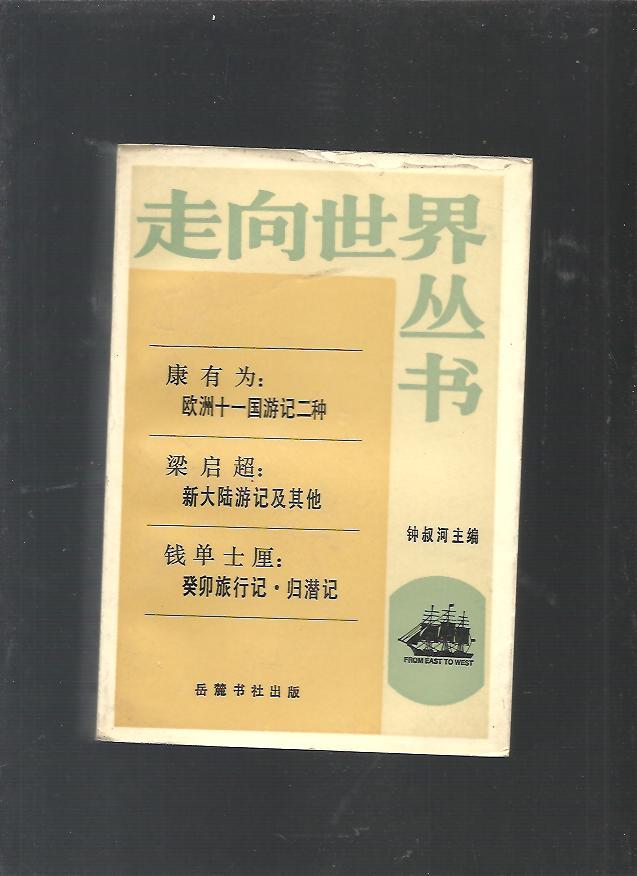 走向世界
丛书
康有为：
欧洲十一国游记二种
梁启超：
新大陆游记及其他
钱单士厘：
癸卯旅行记·归潜记
钟叔河主编
FROM EAST TO WEST
岳麓书社出版